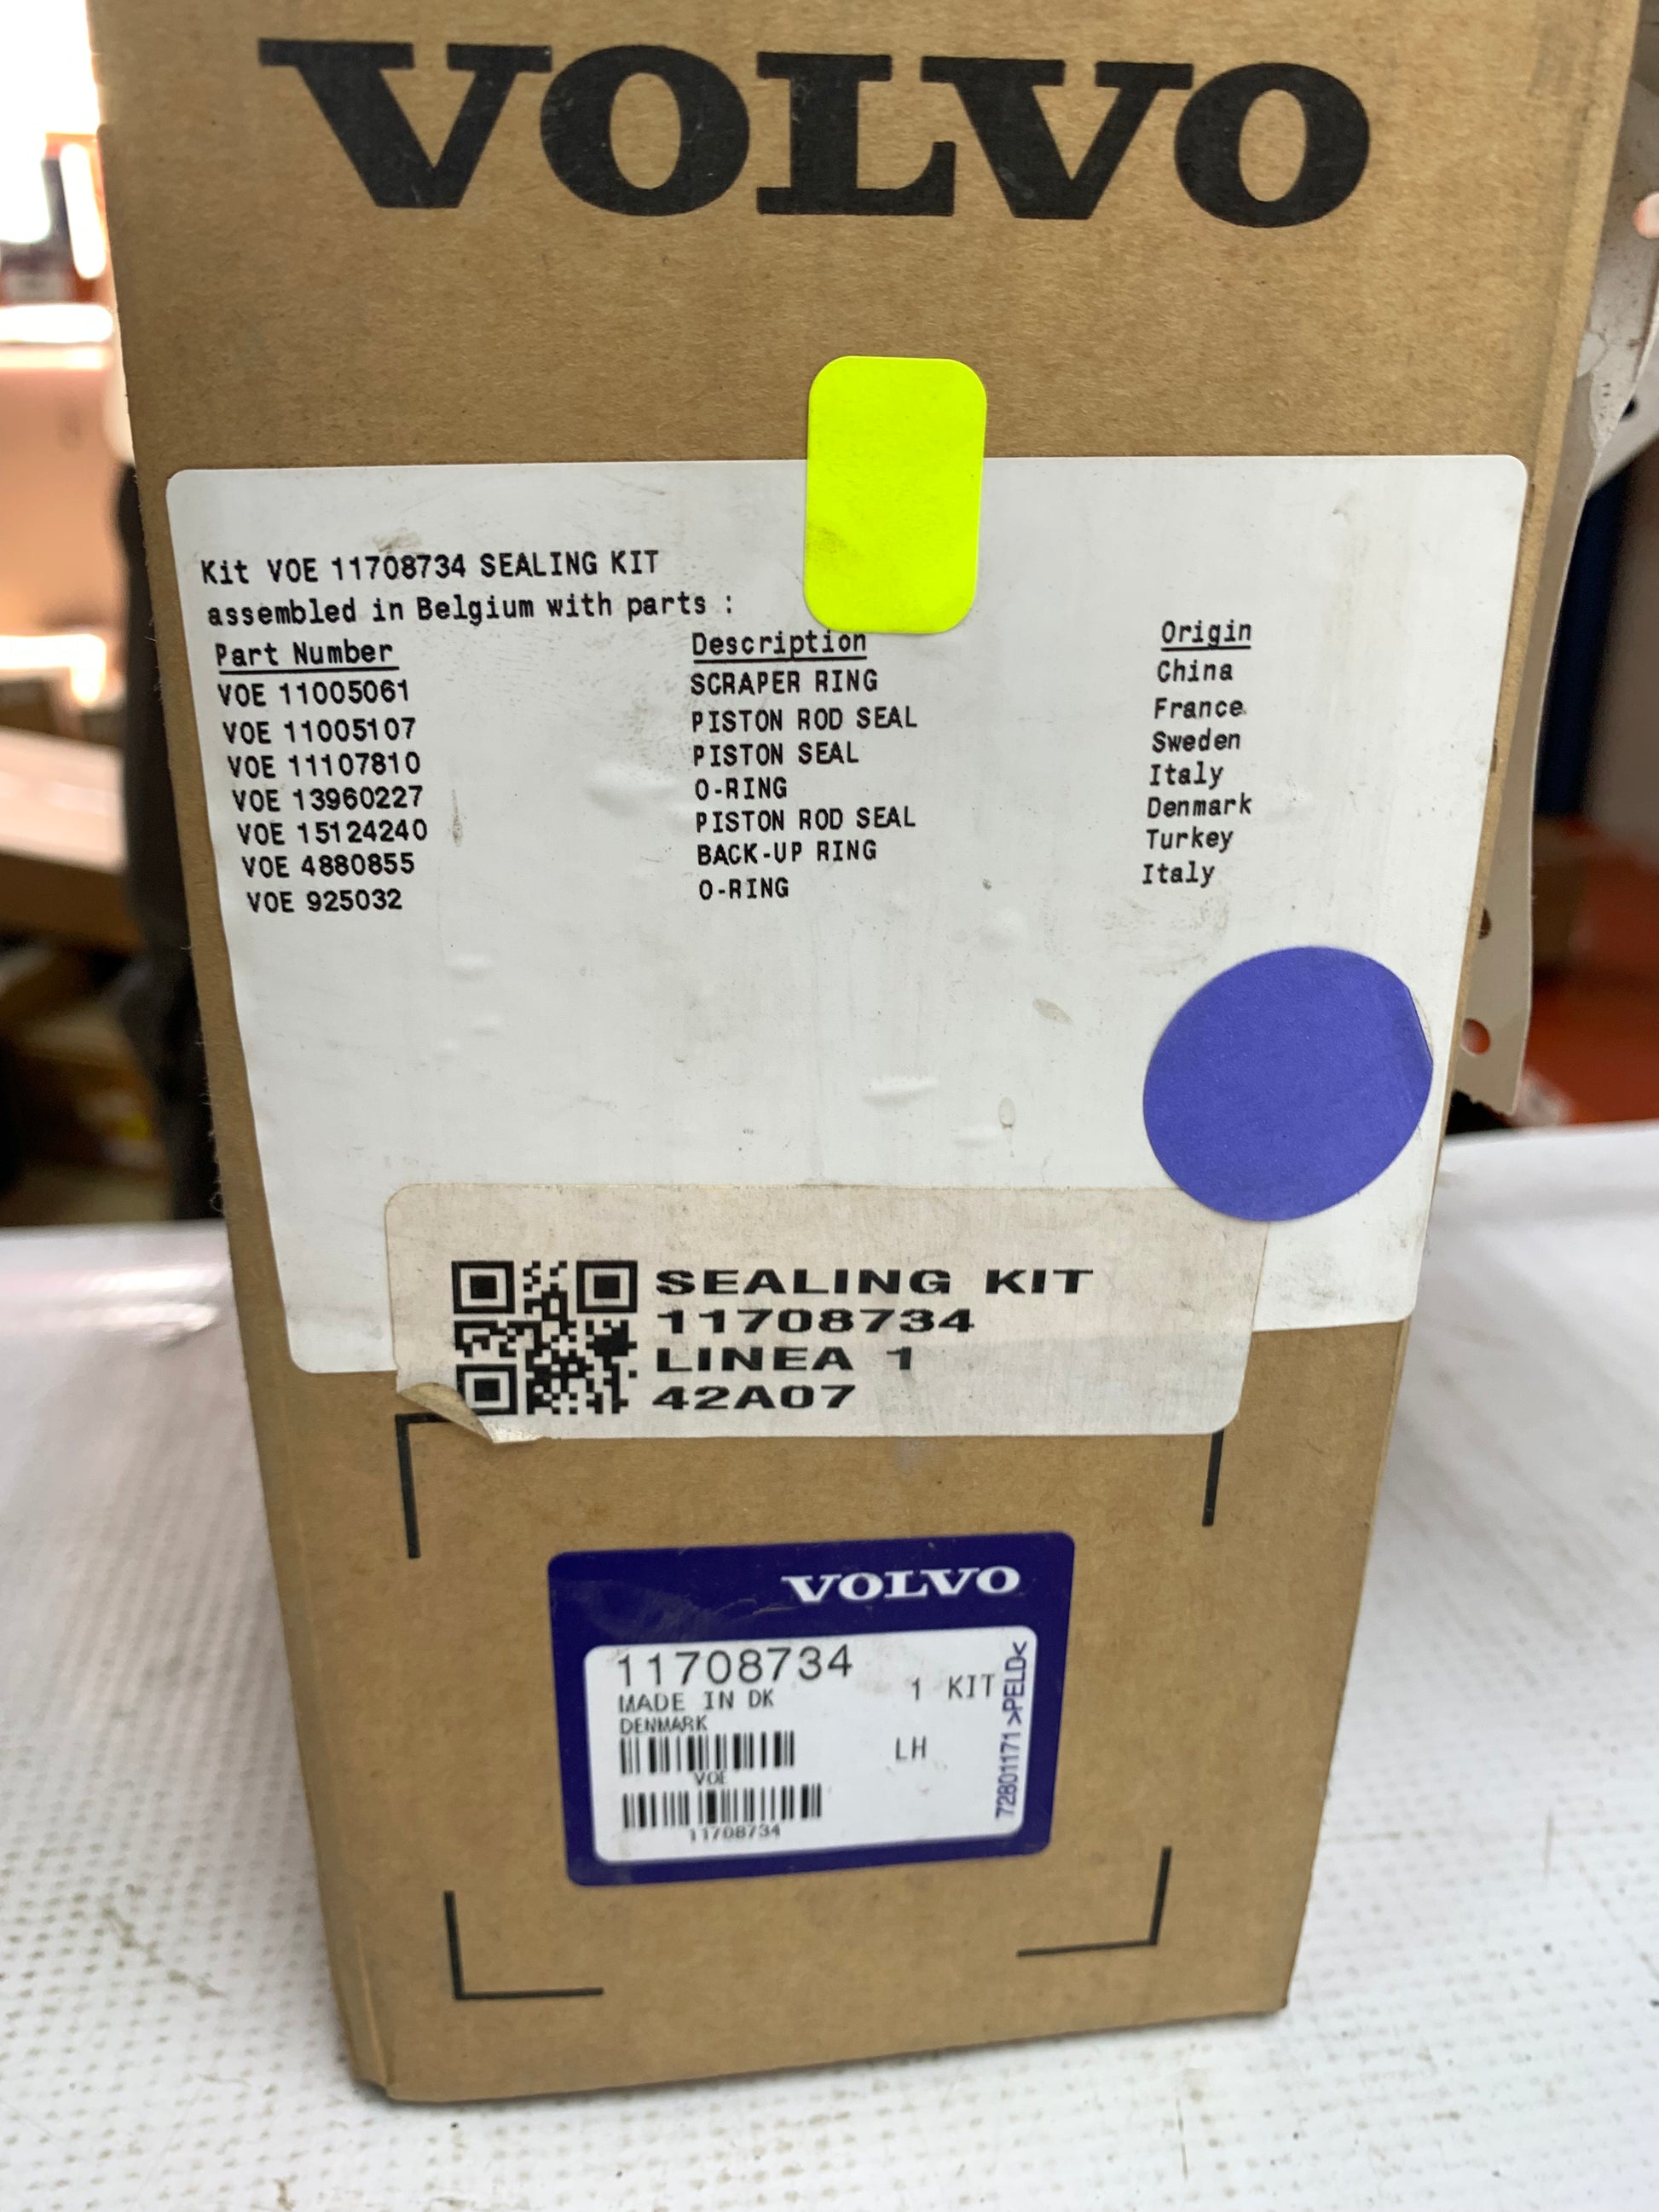 VOLVO
Kit VOE 11708734 SEALING KIT
assembled in Belgium with parts :
Part Number Description Origin
VOE 11005061 SCRAPER RING China
VOE 11005107 PISTON ROD SEAL France
VOE 11107810 PISTON SEAL Sweden
VOE 13960227 O-RING Italy
VOE 15124240 PISTON ROD SEAL Denmark
VOE 4880855 BACK-UP RING Turkey
VOE 925032 O-RING Italy
SEALING KIT
11708734
LINEA 1
42A07
VOLVO
11708734
1 KIT
MADE IN DK
DENMARK
LH
VOE
11708734
72801171 >PELD<